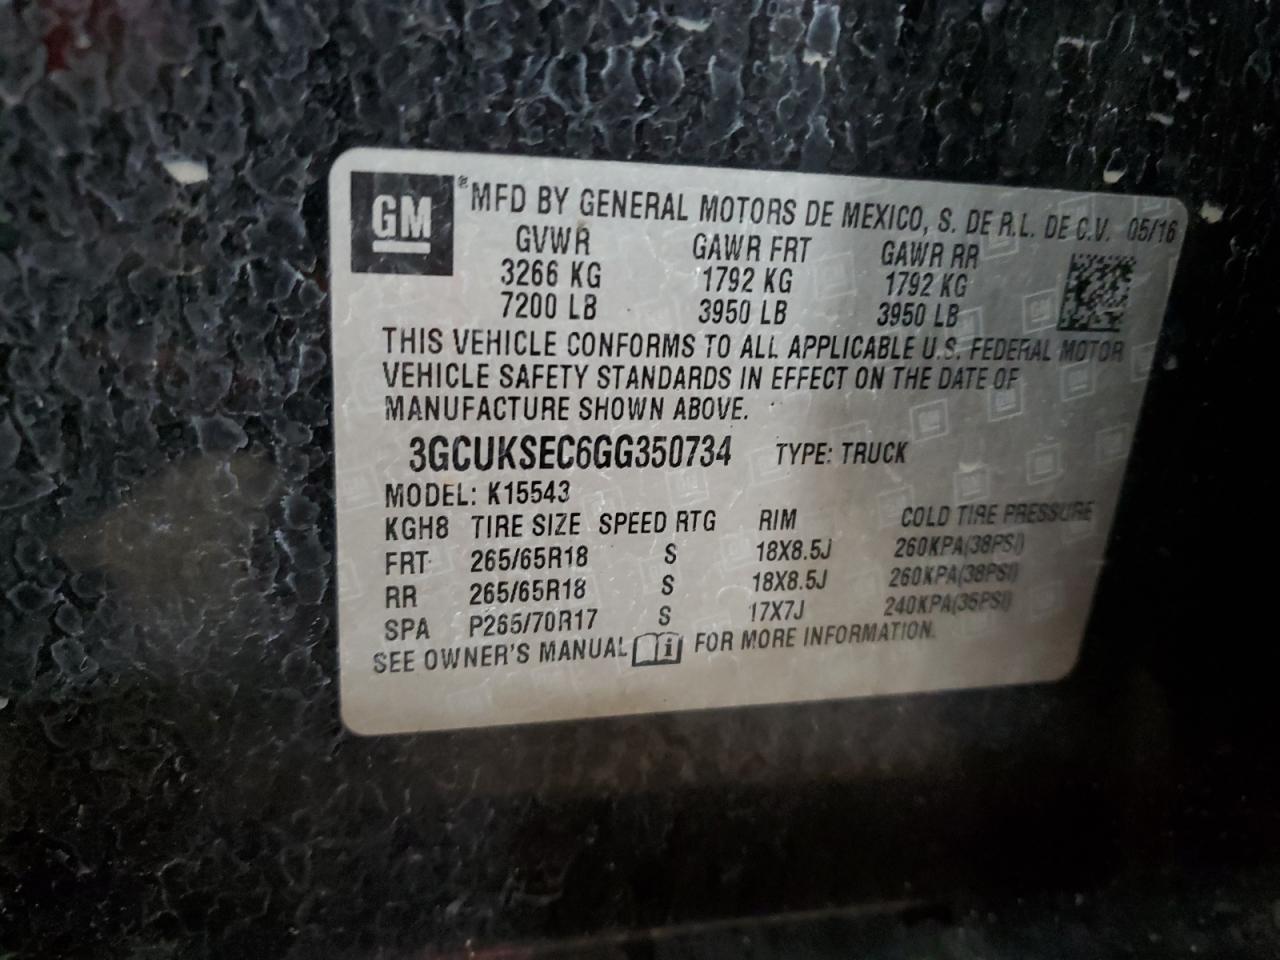 GM ® MFD BY GENERAL MOTORS DE MEXICO, S. DE R.L. DE C.V. 05/16
GVWR GAWR FRT GAWR RR
3266 KG 1792 KG 1792 KG
7200 LB 3950 LB 3950 LB
THIS VEHICLE CONFORMS TO ALL APPLICABLE U.S. FEDERAL MOTOR
VEHICLE SAFETY STANDARDS IN EFFECT ON THE DATE OF
MANUFACTURE SHOWN ABOVE.
3GCUKSEC6GG350734 TYPE: TRUCK
MODEL: K15543
KGH8 TIRE SIZE SPEED RTG RIM COLD TIRE PRESSURE
FRT 265/65R18 S 18X8.5J 260KPA(38PSI)
RR 265/65R18 S 18X8.5J 260KPA(38PSI)
SPA P265/70R17 S 17X7J 240KPA(35PSI)
SEE OWNER'S MANUAL i FOR MORE INFORMATION.